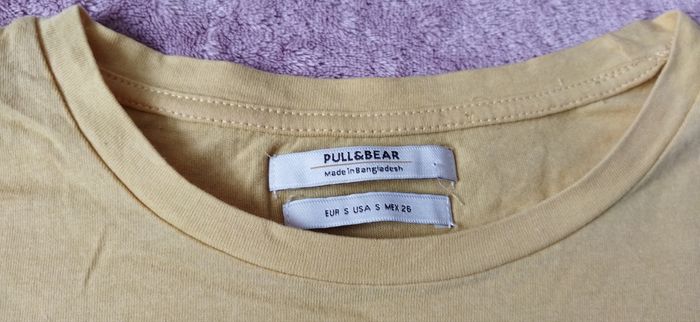 PULL&BEAR
Made in Bangladesh
EUR S USA S MEX 26